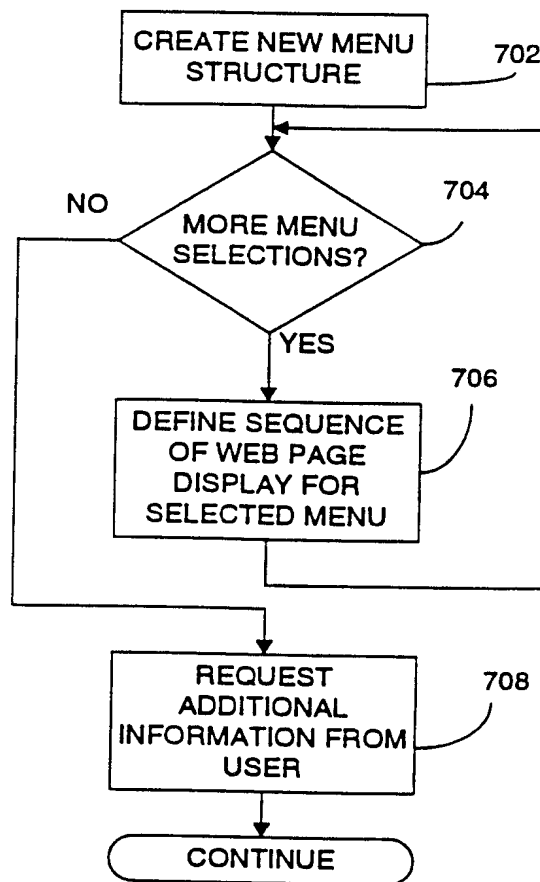 CREATE NEW MENU
STRUCTURE
702
704
NO
MORE MENU
SELECTIONS?
YES
706
DEFINE SEQUENCE
OF WEB PAGE
DISPLAY FOR
SELECTED MENU
REQUEST
ADDITIONAL
INFORMATION FROM
USER
708
CONTINUE